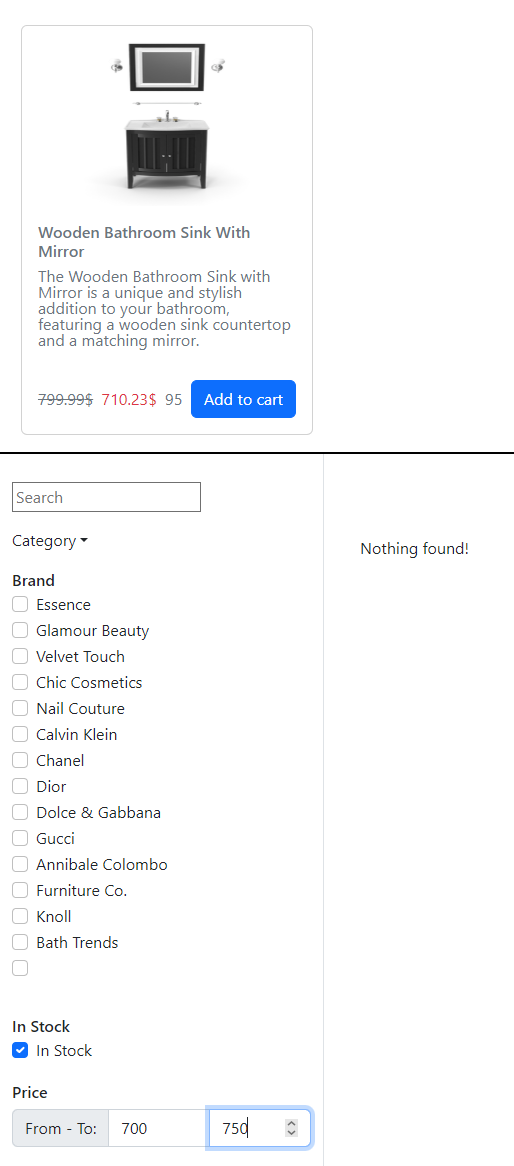 Wooden Bathroom Sink With
Mirror
The Wooden Bathroom Sink with
Mirror is a unique and stylish
addition to your bathroom,
featuring a wooden sink countertop
and a matching mirror.
799.99$ 710.23$ 95 Add to cart
Search
Category
Nothing found!
Brand
Essence
Glamour Beauty
Velvet Touch
Chic Cosmetics
Nail Couture
Calvin Klein
Chanel
Dior
Dolce & Gabbana
Gucci
Annibale Colombo
Furniture Co.
Knoll
Bath Trends
In Stock
In Stock
Price
From - To: 700 750